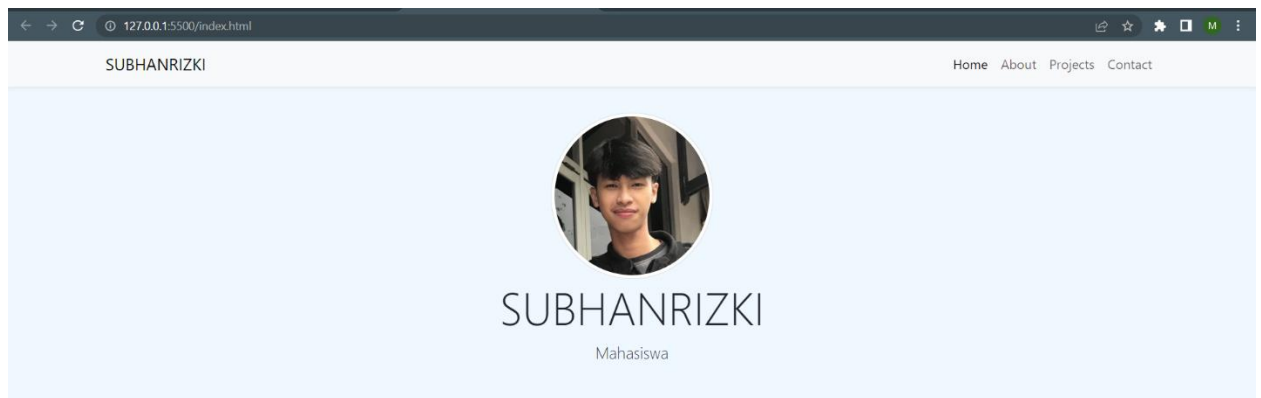 127.0.0.1:5500/index.html
M
SUBHANRIZKI
Home About Projects Contact
SUBHANRIZKI
Mahasiswa